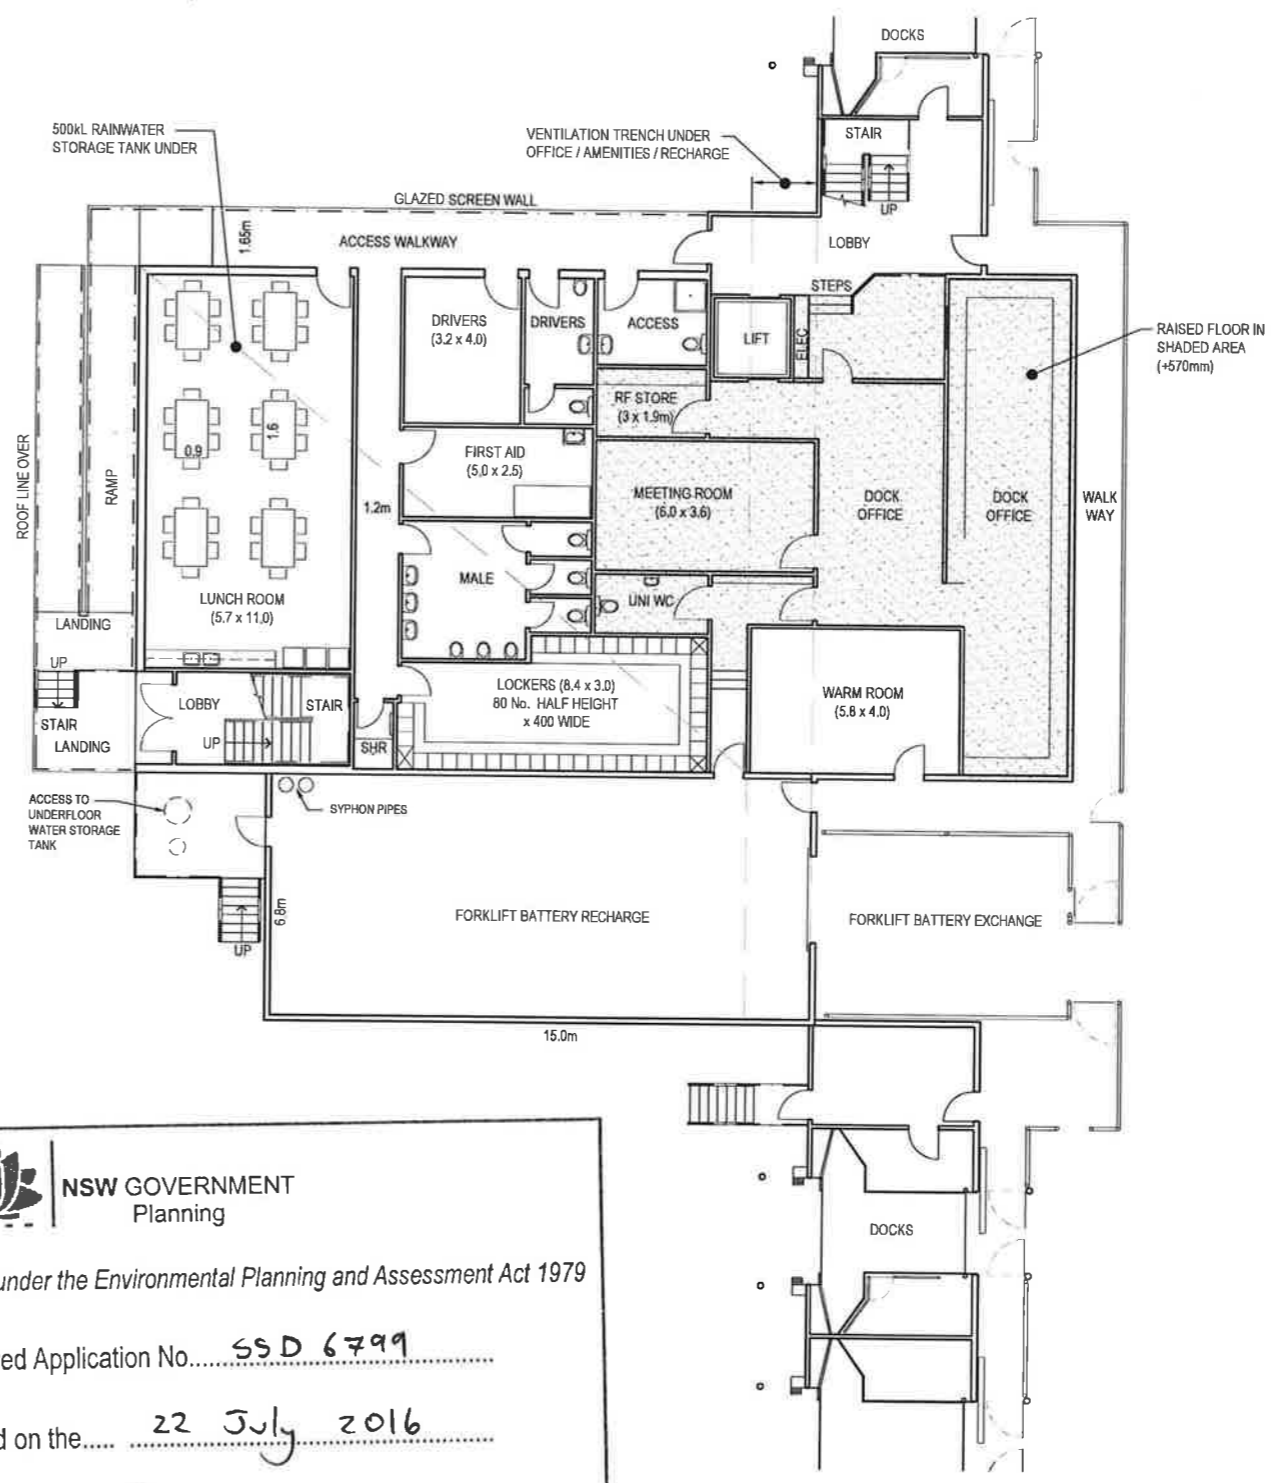 DOCKS
500kL RAINWATER
STORAGE TANK UNDER
VENTILATION TRENCH UNDER
OFFICE / AMENITIES / RECHARGE
STAIR
UP
GLAZED SCREEN WALL
1.65m
ACCESS WALKWAY
LOBBY
STEPS
DRIVERS
(3.2 x 4.0)
DRIVERS
ACCESS
LIFT
ELEC
RAISED FLOOR IN
SHADED AREA
(+570mm)
RF STORE
(3 x 1.9m)
ROOF LINE OVER
RAMP
0.9
1.6
1.2m
FIRST AID
(5.0 x 2.5)
MEETING ROOM
(6.0 x 3.6)
DOCK
OFFICE
DOCK
OFFICE
WALK
WAY
MALE
UNI WC
LUNCH ROOM
(5.7 x 11.0)
LANDING
UP
STAIR
LANDING
LOBBY
STAIR
UP
SHR
LOCKERS (8.4 x 3.0)
80 No. HALF HEIGHT
x 400 WIDE
WARM ROOM
(5.8 x 4.0)
ACCESS TO
UNDERFLOOR
WATER STORAGE
TANK
SYPHON PIPES
6.8m
UP
FORKLIFT BATTERY RECHARGE
FORKLIFT BATTERY EXCHANGE
15.0m
DOCKS
NSW GOVERNMENT
Planning
under the Environmental Planning and Assessment Act 1979
ed Application No..... SSD 6799
d on the..... 22 July 2016